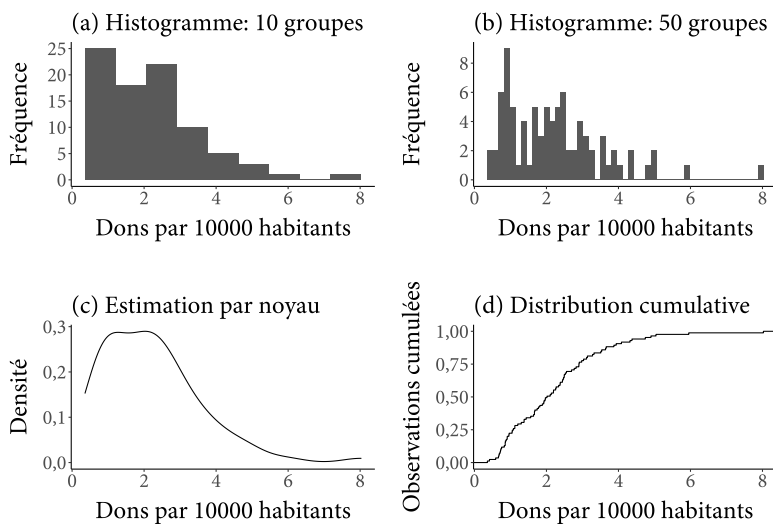 (a) Histogramme: 10 groupes
25
20
15
10
5
0
Fréquence
0 2 4 6 8
Dons par 10000 habitants
(b) Histogramme: 50 groupes
8
6
4
2
0
Fréquence
0 2 4 6 8
Dons par 10000 habitants
(c) Estimation par noyau
0,3
0,2
0,1
0,0
Densité
0 2 4 6 8
Dons par 10000 habitants
(d) Distribution cumulative
1,00
0,75
0,50
0,25
0,00
Observations cumulées
0 2 4 6 8
Dons par 10000 habitants